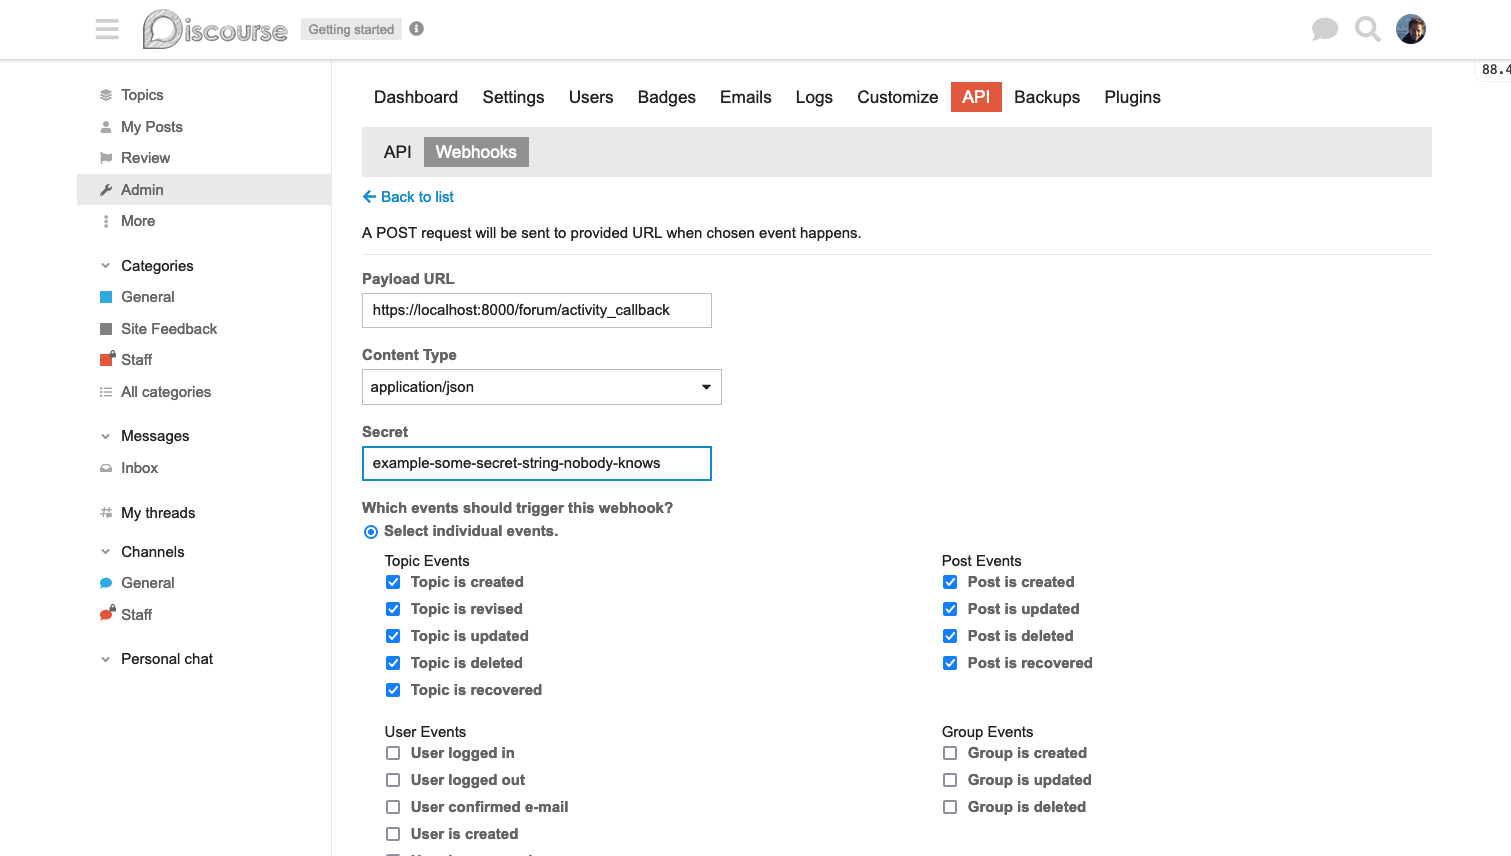 Discourse
Getting started
88.4
Topics
My Posts
Review
Admin
More
Categories
General
Site Feedback
Staff
All categories
Messages
Inbox
My threads
Channels
General
Staff
Personal chat
Dashboard Settings Users Badges Emails Logs Customize API Backups Plugins
API Webhooks
Back to list
A POST request will be sent to provided URL when chosen event happens.
Payload URL
https://localhost:8000/forum/activity_callback
Content Type
application/json
Secret
example-some-secret-string-nobody-knows
Which events should trigger this webhook?
Select individual events.
Topic Events
Topic is created
Topic is revised
Topic is updated
Topic is deleted
Topic is recovered
Post Events
Post is created
Post is updated
Post is deleted
Post is recovered
User Events
User logged in
User logged out
User confirmed e-mail
User is created
Group Events
Group is created
Group is updated
Group is deleted